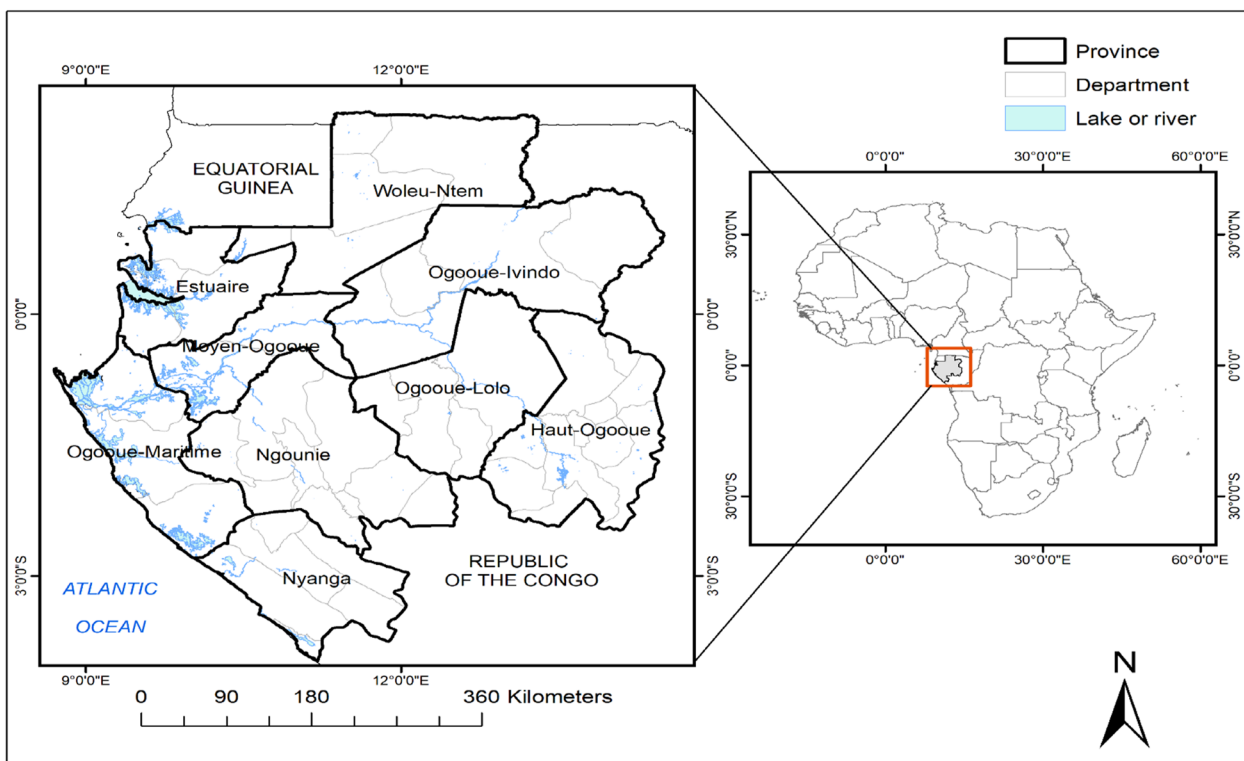 Province
Department
Lake or river
9°0'0"E
12°0'0"E
EQUATORIAL
GUINEA
Woleu-Ntem
Ogooue-Ivindo
Estuaire
0°0'0"
0°0'0"
Moyen-Ogooue
Ogooue-Lolo
Haut-Ogooue
Ogooue-Maritime
Ngounie
REPUBLIC
OF THE CONGO
Nyanga
3°0'0"S
3°0'0"S
ATLANTIC
OCEAN
9°0'0"E
12°0'0"E
0 90 180 360 Kilometers
0°0'0"
30°0'0"E
60°0'0"E
30°0'0"N
30°0'0"N
0°0'0"
0°0'0"
30°0'0"S
30°0'0"S
0°0'0"
30°0'0"E
60°0'0"E
N